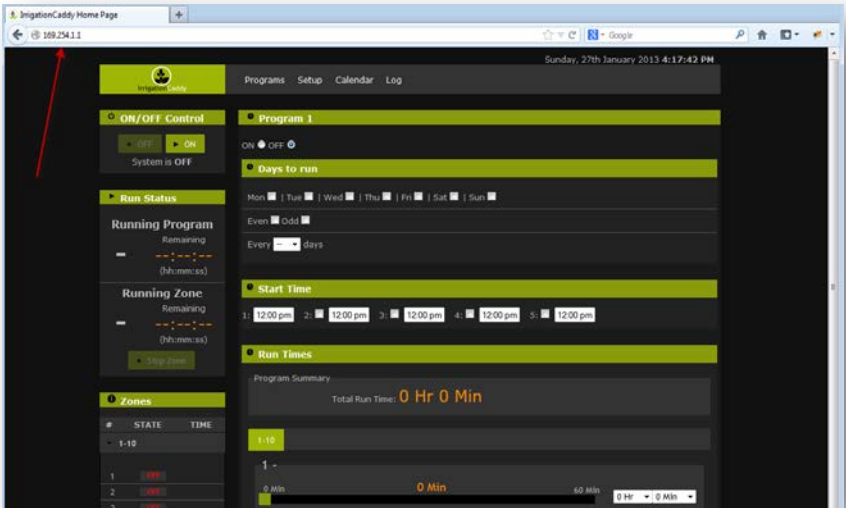 IrrigationCaddy Home Page
169.254.1.1
Google
Sunday, 27th January 2013 4:17:42 PM
IrrigationCaddy
Programs Setup Calendar Log
ON/OFF Control
OFF ON
System is OFF
Run Status
Running Program
Remaining
– --:--:--
(hh:mm:ss)
Running Zone
Remaining
– --:--:--
(hh:mm:ss)
Stop Zone
Zones
# STATE TIME
1-10
1 OFF
2 OFF
3 OFF
Program 1
ON OFF
Days to run
Mon | Tue | Wed | Thu | Fri | Sat | Sun
Even Odd
Every -- days
Start Time
1: 12:00 pm 2: 12:00 pm 3: 12:00 pm 4: 12:00 pm 5: 12:00 pm
Run Times
Program Summary
Total Run Time: 0 Hr 0 Min
1-10
1 -
0 Min 0 Min 60 Min 0 Hr 0 Min